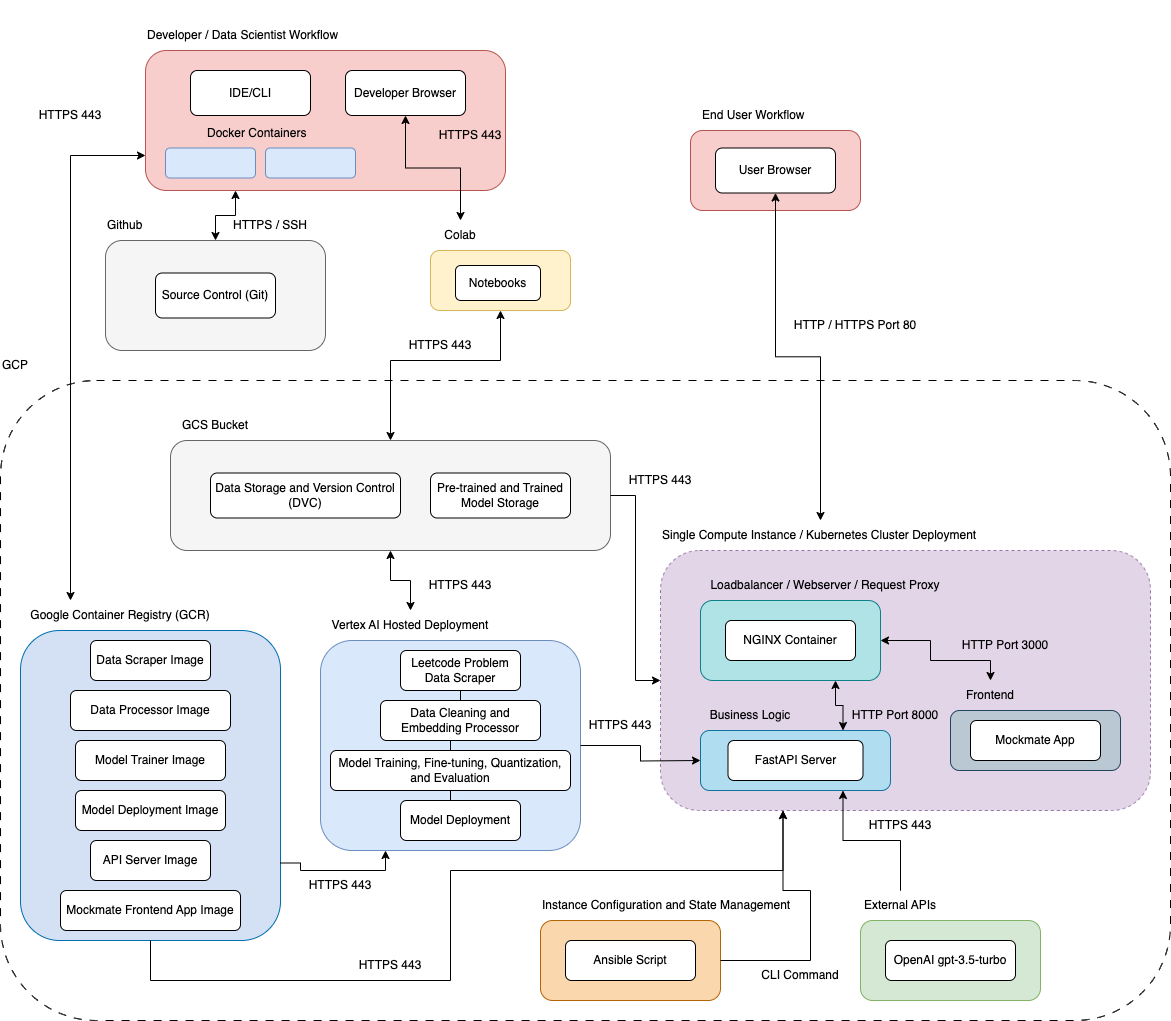 Developer / Data Scientist Workflow
IDE/CLI
Developer Browser
HTTPS 443
Docker Containers
HTTPS 443
End User Workflow
User Browser
Github
HTTPS / SSH
Colab
Source Control (Git)
Notebooks
HTTP / HTTPS Port 80
HTTPS 443
GCP
GCS Bucket
Data Storage and Version Control
(DVC)
Pre-trained and Trained
Model Storage
HTTPS 443
Single Compute Instance / Kubernetes Cluster Deployment
HTTPS 443
Loadbalancer / Webserver / Request Proxy
NGINX Container
HTTP Port 3000
Frontend
Mockmate App
Business Logic
HTTP Port 8000
FastAPI Server
Google Container Registry (GCR)
Data Scraper Image
Data Processor Image
Model Trainer Image
Model Deployment Image
API Server Image
Mockmate Frontend App Image
Vertex AI Hosted Deployment
Leetcode Problem
Data Scraper
Data Cleaning and
Embedding Processor
Model Training, Fine-tuning, Quantization,
and Evaluation
Model Deployment
HTTPS 443
HTTPS 443
HTTPS 443
HTTPS 443
Instance Configuration and State Management
Ansible Script
CLI Command
External APIs
OpenAI gpt-3.5-turbo